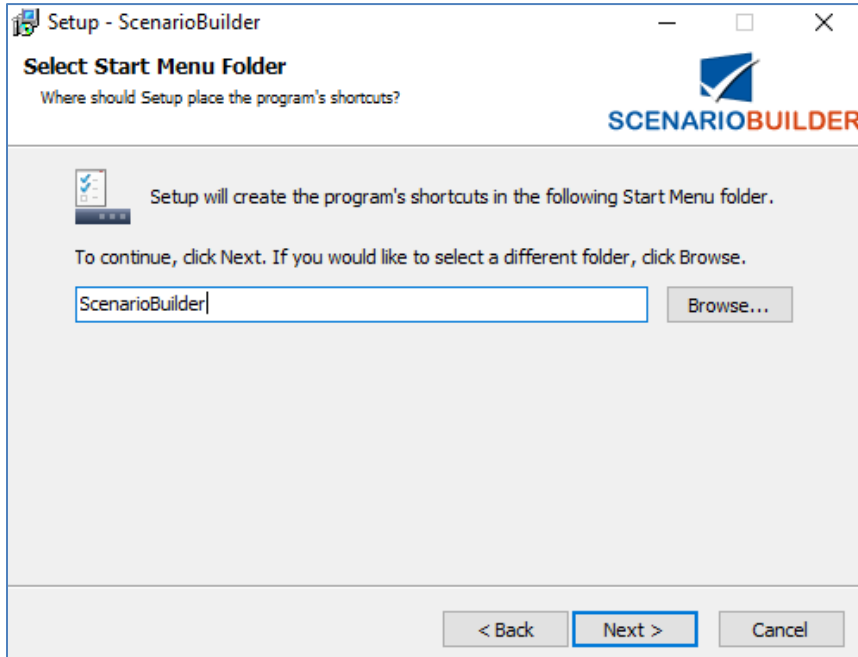 Setup - ScenarioBuilder
Select Start Menu Folder
Where should Setup place the program's shortcuts?
SCENARIOBUILDER
Setup will create the program's shortcuts in the following Start Menu folder.
To continue, click Next. If you would like to select a different folder, click Browse.
ScenarioBuilder
Browse...
< Back
Next >
Cancel